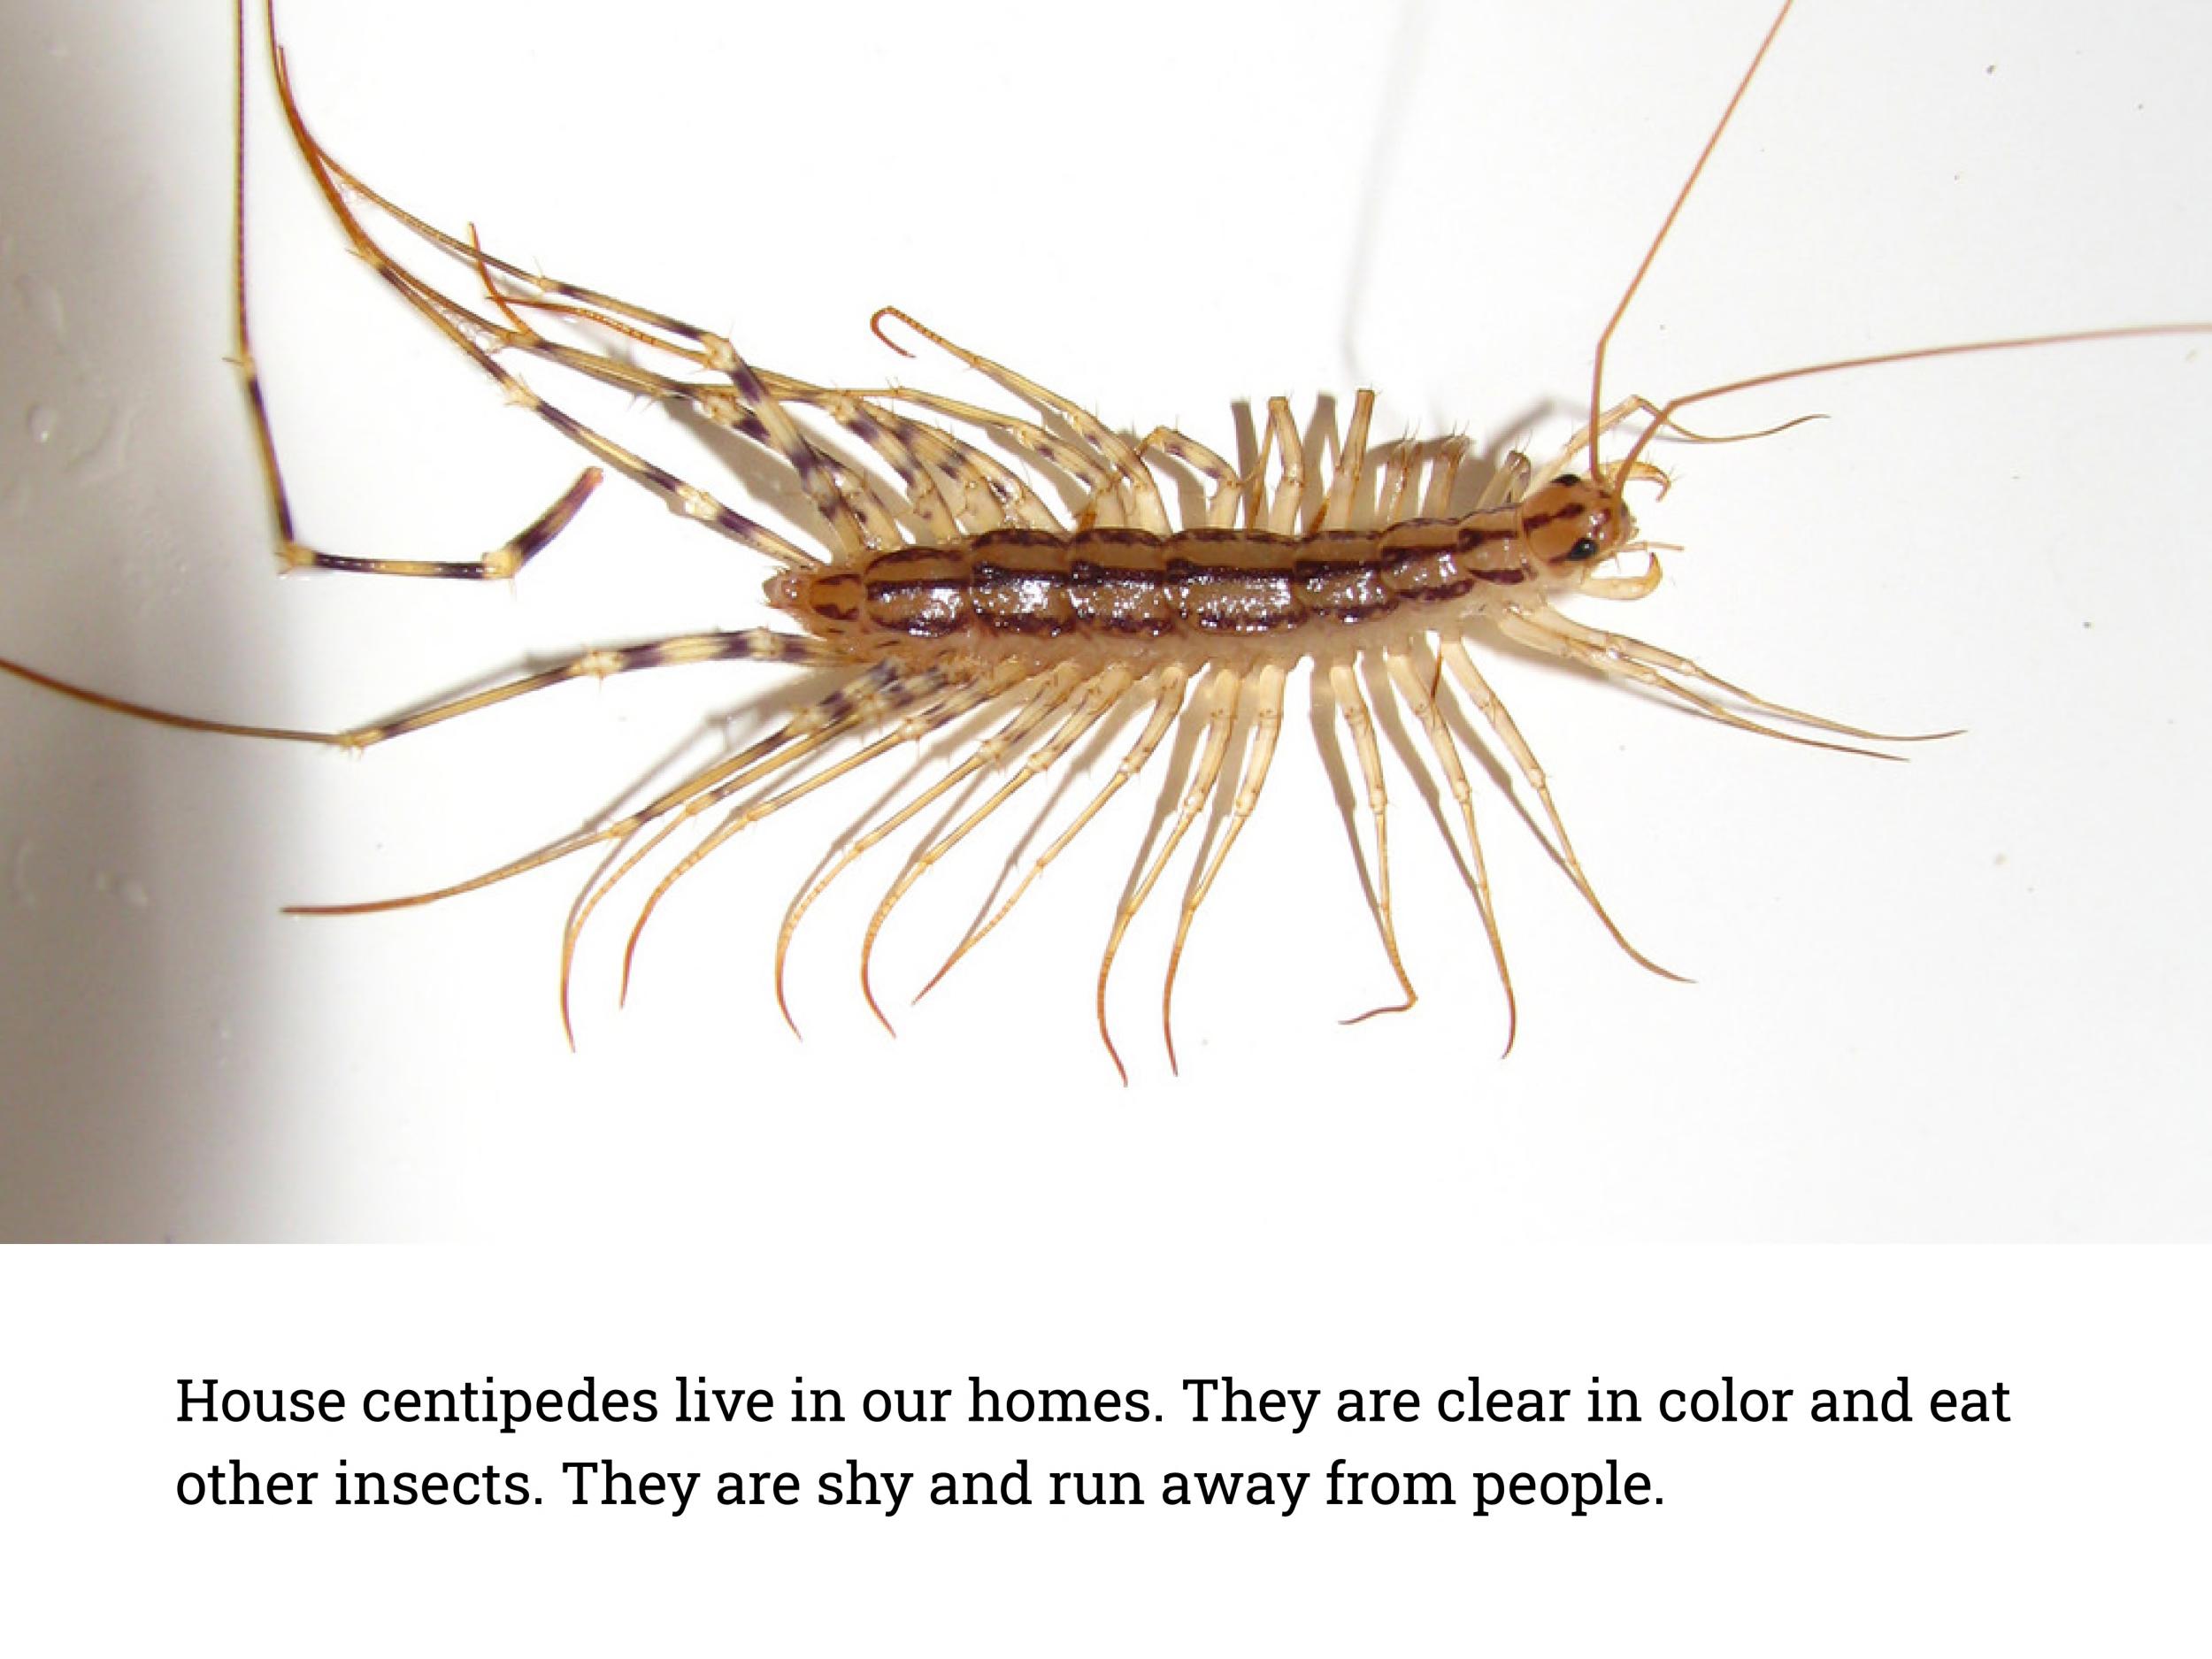 House centipedes live in our homes. They are clear in color and eat
other insects. They are shy and run away from people.